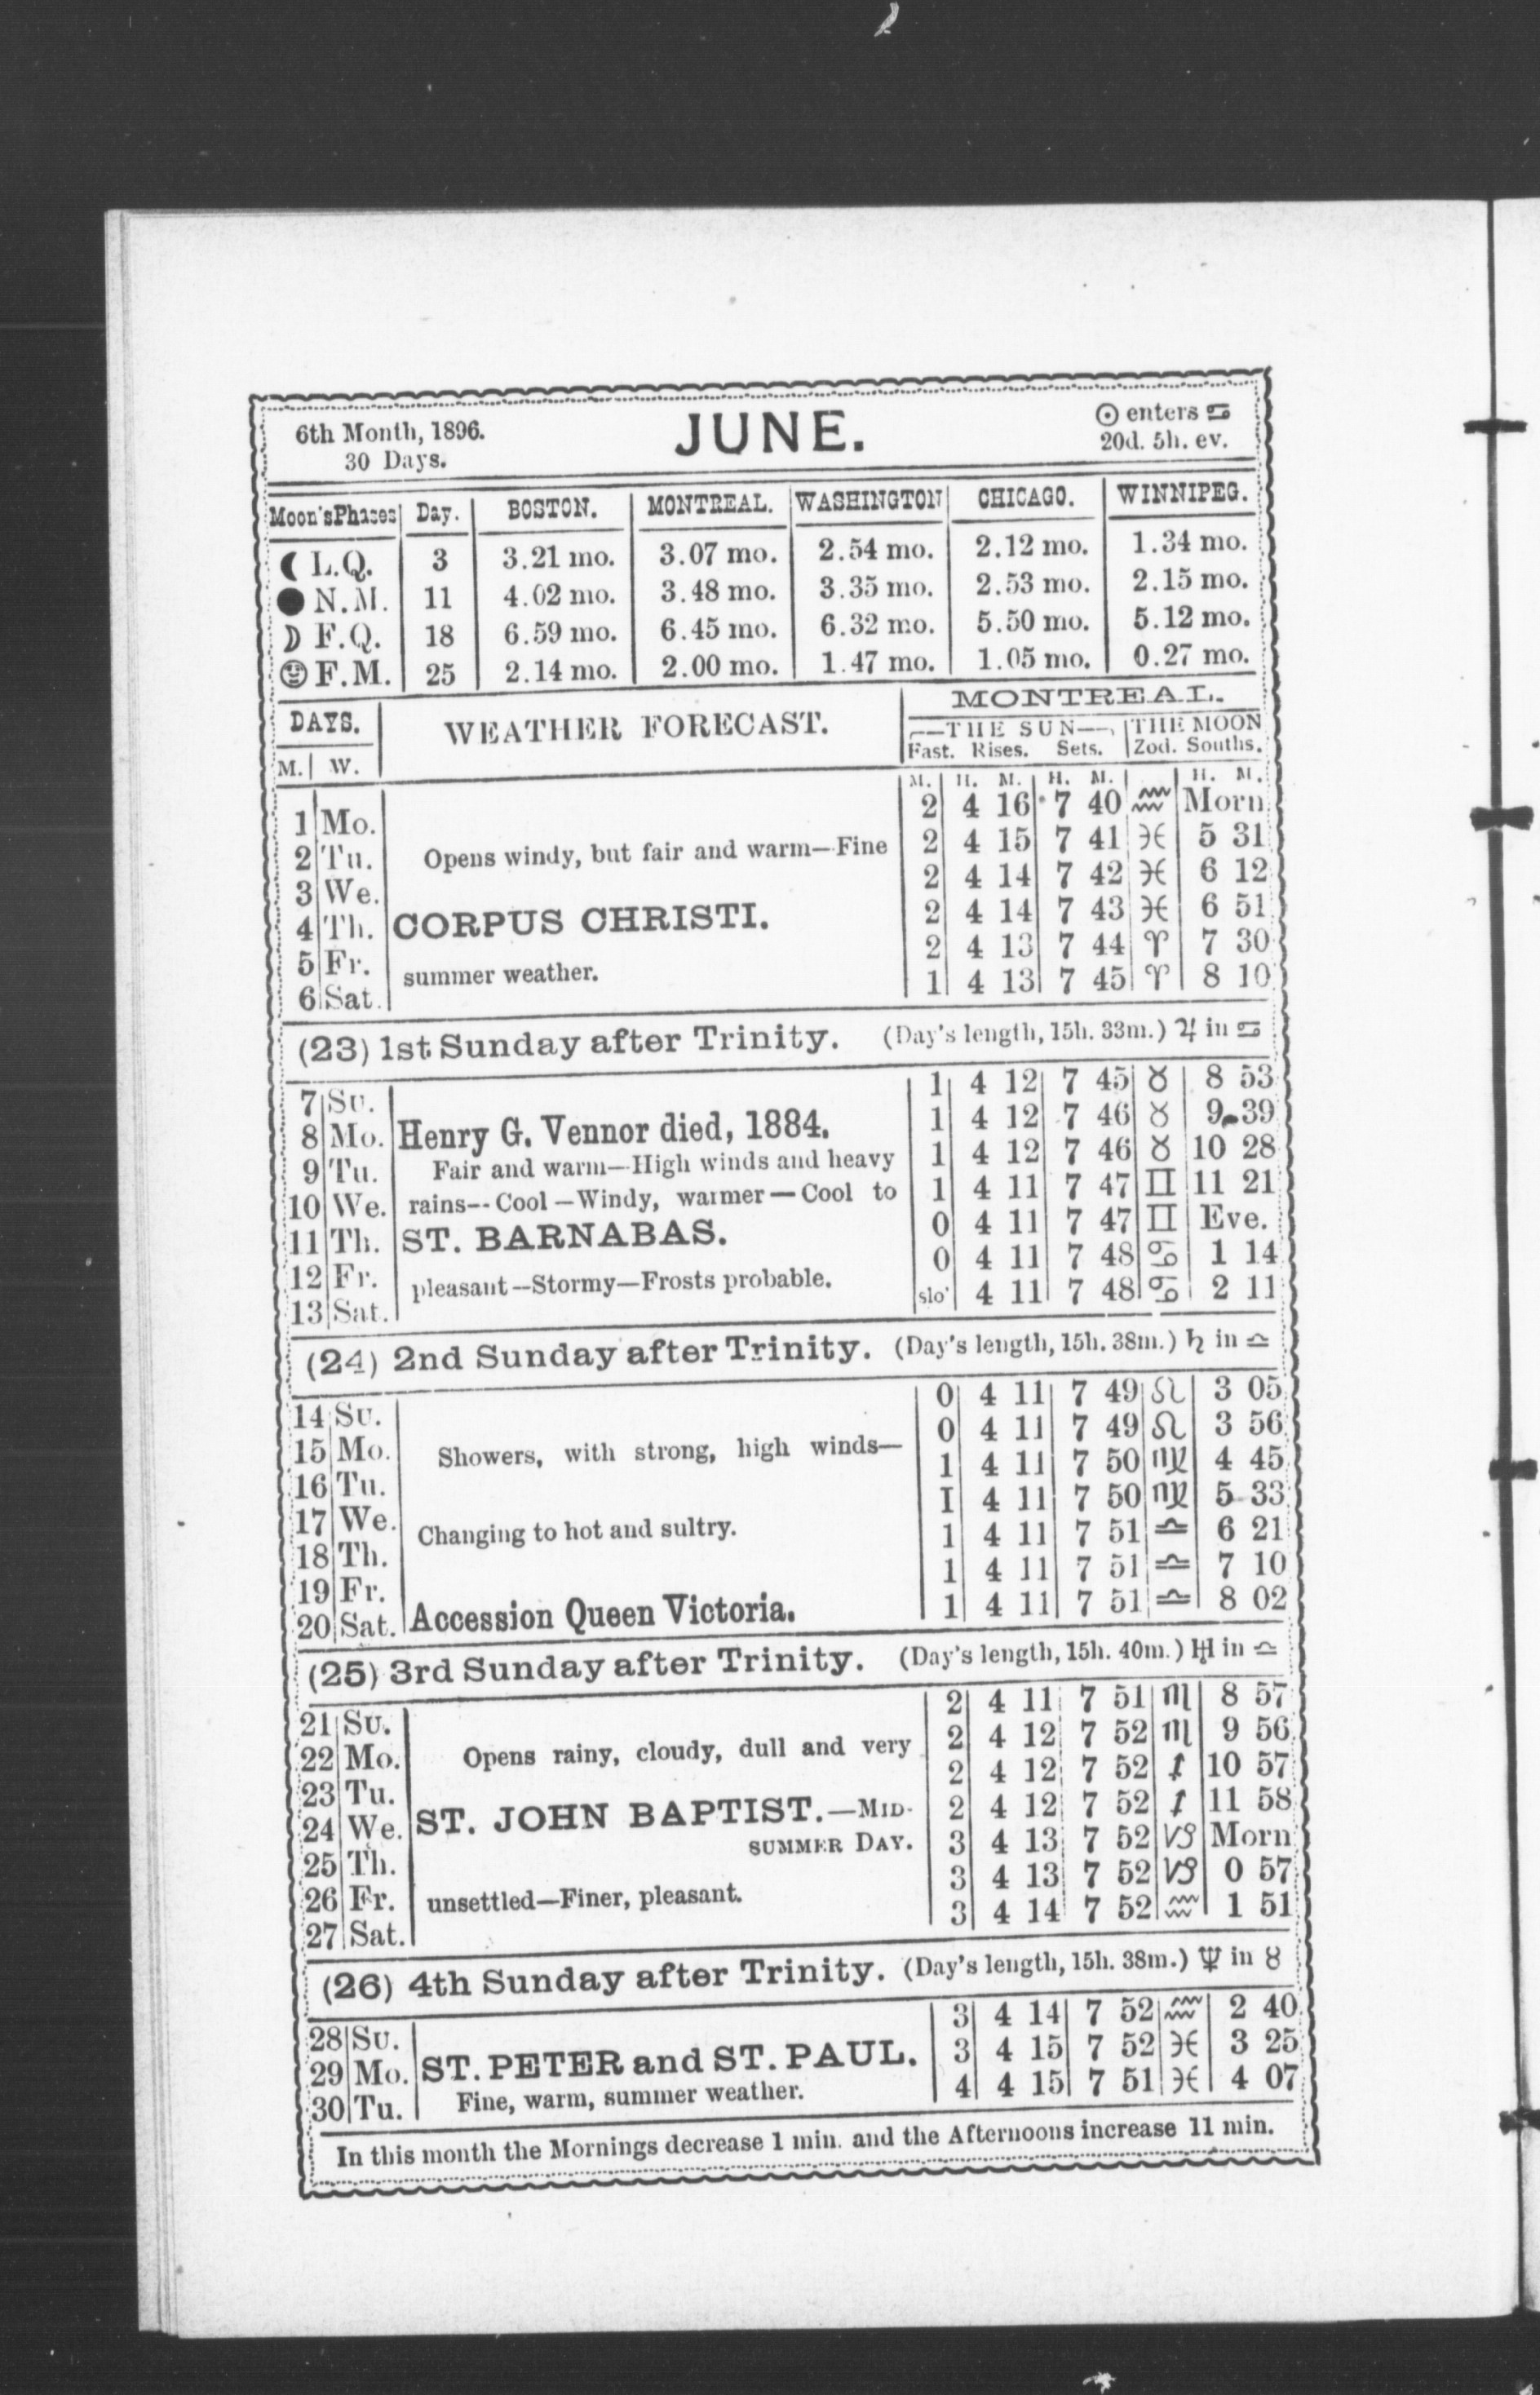 6th Month, 1896.
30 Days.
JUNE.
☉ enters ♋
20d. 5h. ev.
Moon's Phases Day. BOSTON. MONTREAL. WASHINGTON CHICAGO. WINNIPEG.
☾ L.Q. 3 3.21 mo. 3.07 mo. 2.54 mo. 2.12 mo. 1.34 mo.
● N.M. 11 4.02 mo. 3.48 mo. 3.35 mo. 2.53 mo. 2.15 mo.
☽ F.Q. 18 6.59 mo. 6.45 mo. 6.32 mo. 5.50 mo. 5.12 mo.
☺ F.M. 25 2.14 mo. 2.00 mo. 1.47 mo. 1.05 mo. 0.27 mo.
DAYS. WEATHER FORECAST. MONTREAL.
THE SUN THE MOON
M. W. Fast. Rises. Sets. Zod. Souths.
M. H. M. H. M. H. M.
1 Mo. 2 4 16 7 40 ♒ Morn
2 Tu. Opens windy, but fair and warm—Fine 2 4 15 7 41 ♓ 5 31
3 We. 2 4 14 7 42 ♓ 6 12
4 Th. CORPUS CHRISTI. 2 4 14 7 43 ♓ 6 51
5 Fr. 2 4 13 7 44 ♈ 7 30
6 Sat. summer weather. 1 4 13 7 45 ♈ 8 10
(23) 1st Sunday after Trinity. (Day's length, 15h. 33m.) ♃ in ♋
7 Su. 1 4 12 7 45 ♉ 8 53
8 Mo. Henry G. Vennor died, 1884. 1 4 12 7 46 ♉ 9 39
9 Tu. Fair and warm—High winds and heavy 1 4 12 7 46 ♉ 10 28
10 We. rains--Cool—Windy, warmer—Cool to 1 4 11 7 47 ♊ 11 21
11 Th. ST. BARNABAS. 0 4 11 7 47 ♊ Eve.
12 Fr. pleasant—Stormy—Frosts probable. 0 4 11 7 48 ♋ 1 14
13 Sat. slo' 4 11 7 48 ♋ 2 11
(24) 2nd Sunday after Trinity. (Day's length, 15h. 38m.) ♄ in ♎
14 Su. 0 4 11 7 49 ♌ 3 05
15 Mo. Showers, with strong, high winds— 0 4 11 7 49 ♌ 3 56
16 Tu. 1 4 11 7 50 ♍ 4 45
17 We. Changing to hot and sultry. 1 4 11 7 50 ♍ 5 33
18 Th. 1 4 11 7 51 ♎ 6 21
19 Fr. 1 4 11 7 51 ♎ 7 10
20 Sat. Accession Queen Victoria. 1 4 11 7 51 ♎ 8 02
(25) 3rd Sunday after Trinity. (Day's length, 15h. 40m.) ♅ in ♎
21 Su. 2 4 11 7 51 ♏ 8 57
22 Mo. Opens rainy, cloudy, dull and very 2 4 12 7 52 ♏ 9 56
23 Tu. 2 4 12 7 52 ♐ 10 57
24 We. ST. JOHN BAPTIST.—MID- 2 4 12 7 52 ♐ 11 58
25 Th. SUMMER DAY. 3 4 13 7 52 ♑ Morn
26 Fr. unsettled—Finer, pleasant. 3 4 13 7 52 ♑ 0 57
27 Sat. 3 4 14 7 52 ♒ 1 51
(26) 4th Sunday after Trinity. (Day's length, 15h. 38m.) ♆ in ♉
28 Su. 3 4 14 7 52 ♒ 2 40
29 Mo. ST. PETER and ST. PAUL. 3 4 15 7 52 ♓ 3 25
30 Tu. Fine, warm, summer weather. 4 4 15 7 51 ♓ 4 07
In this month the Mornings decrease 1 min. and the Afternoons increase 11 min.